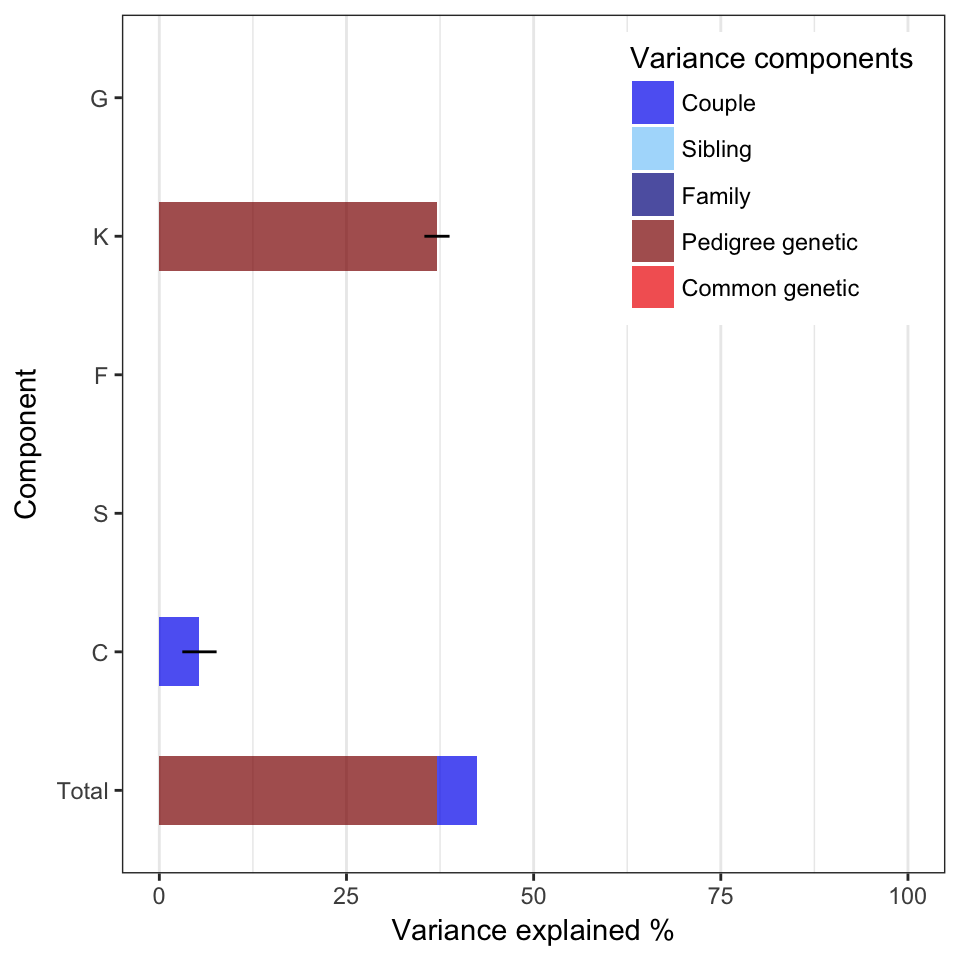 Variance components
Couple
Sibling
Family
Pedigree genetic
Common genetic
G
K
F
S
C
Total
Component
0 25 50 75 100
Variance explained %